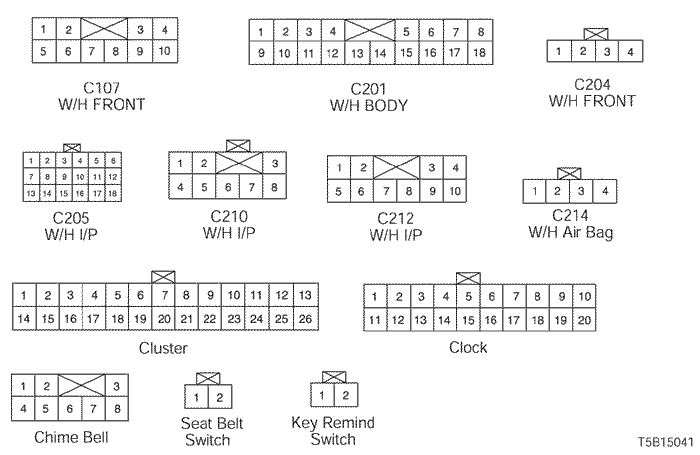 1 2 3 4
5 6 7 8 9 10
C107
W/H FRONT
1 2 3 4 5 6 7 8
9 10 11 12 13 14 15 16 17 18
C201
W/H BODY
1 2 3 4
C204
W/H FRONT
1 2 3 4 5 6
7 8 9 10 11 12
13 14 15 16 17 18
C205
W/H I/P
1 2 3
4 5 6 7 8
C210
W/H I/P
1 2 3 4
5 6 7 8 9 10
C212
W/H I/P
1 2 3 4
C214
W/H Air Bag
1 2 3 4 5 6 7 8 9 10 11 12 13
14 15 16 17 18 19 20 21 22 23 24 25 26
Cluster
1 2 3 4 5 6 7 8 9 10
11 12 13 14 15 16 17 18 19 20
Clock
1 2 3
4 5 6 7 8
Chime Bell
1 2
Seat Belt
Switch
1 2
Key Remind
Switch
T5B15041